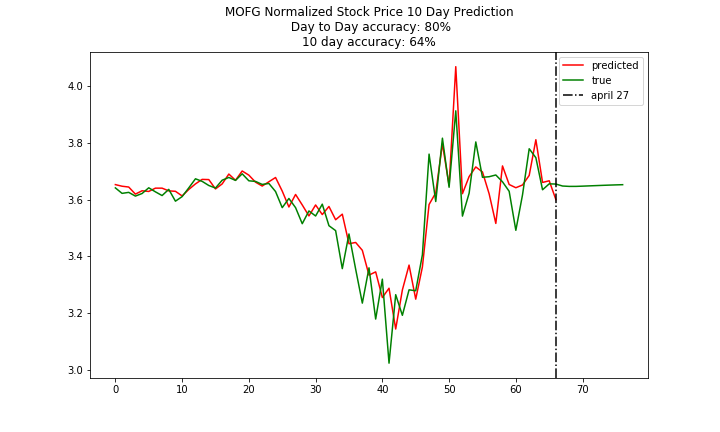 MOFG Normalized Stock Price 10 Day Prediction
Day to Day accuracy: 80%
10 day accuracy: 64%
predicted
true
april 27
4.0
3.8
3.6
3.4
3.2
3.0
0 10 20 30 40 50 60 70